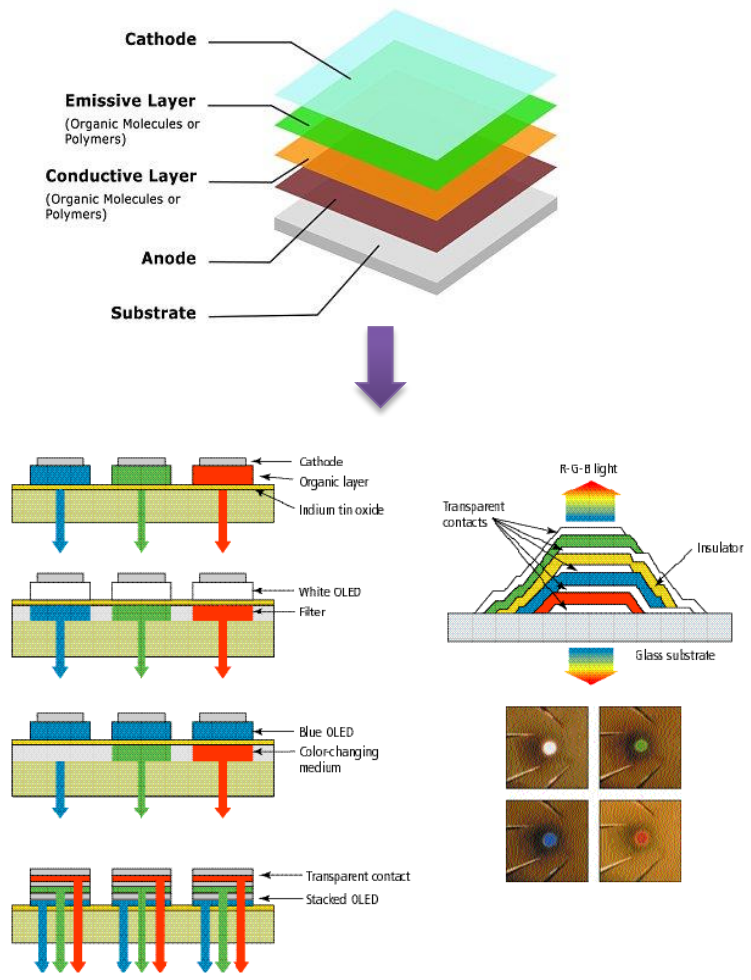 Cathode
Emissive Layer
(Organic Molecules or
Polymers)
Conductive Layer
(Organic Molecules or
Polymers)
Anode
Substrate
Cathode
Organic layer
Indium tin oxide
White OLED
Filter
Blue OLED
Color-changing
medium
Transparent contact
Stacked OLED
R-G-B light
Transparent
contacts
Insulator
Glass substrate